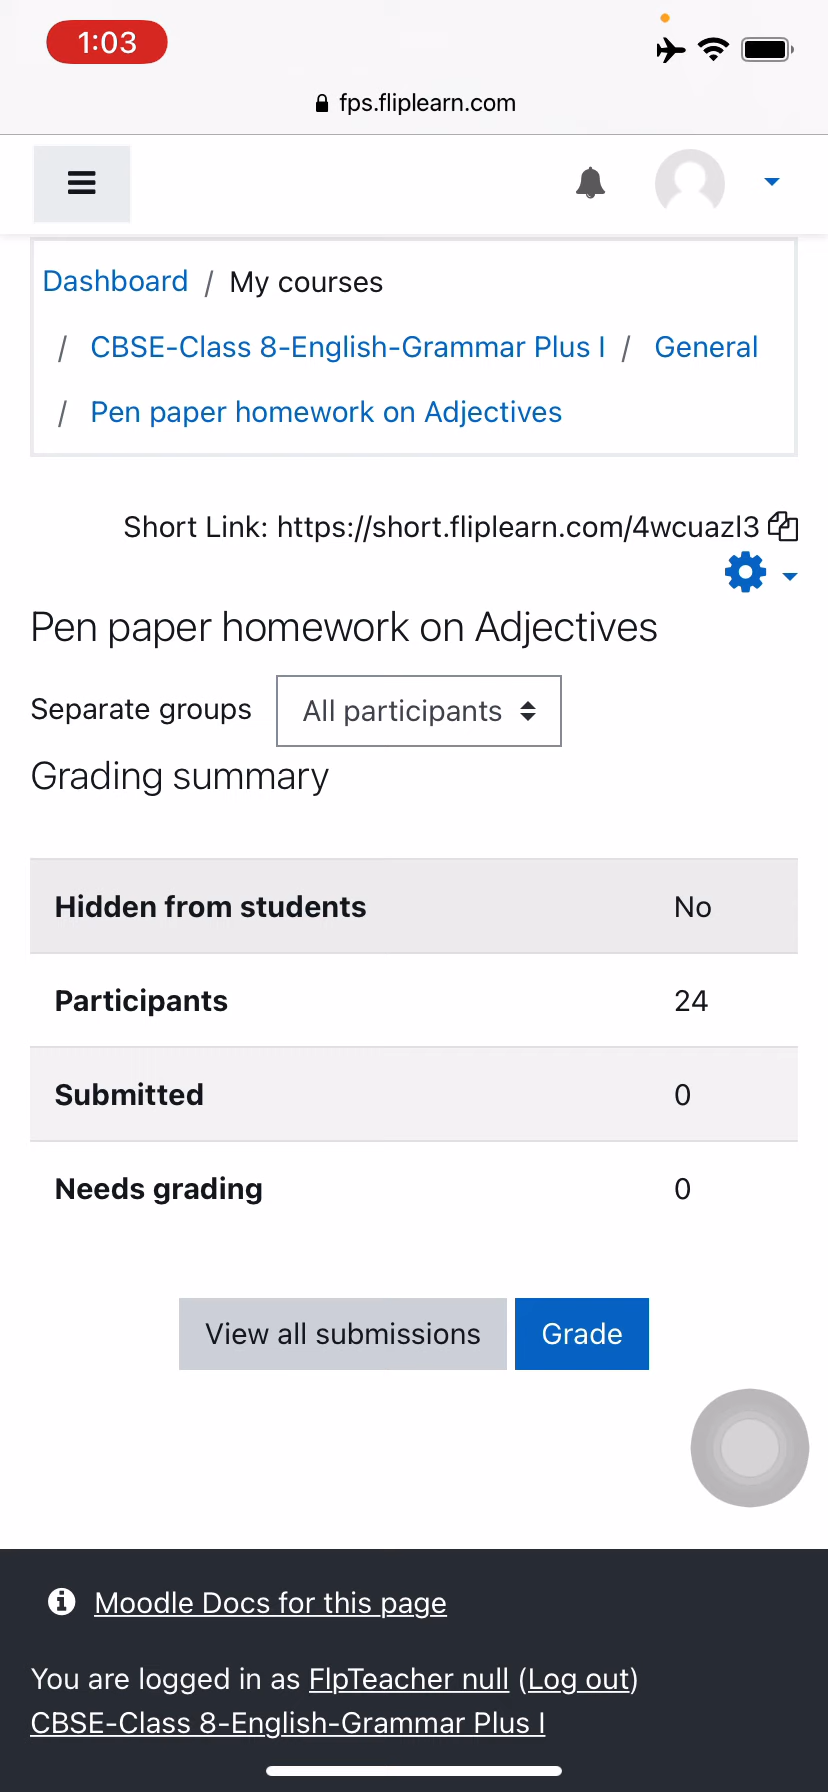 1:03
fps.fliplearn.com
Dashboard / My courses
/ CBSE-Class 8-English-Grammar Plus I / General
/ Pen paper homework on Adjectives
Short Link: https://short.fliplearn.com/4wcuazl3
Pen paper homework on Adjectives
Separate groups All participants
Grading summary
Hidden from students No
Participants 24
Submitted 0
Needs grading 0
View all submissions Grade
Moodle Docs for this page
You are logged in as FlpTeacher null (Log out)
CBSE-Class 8-English-Grammar Plus I